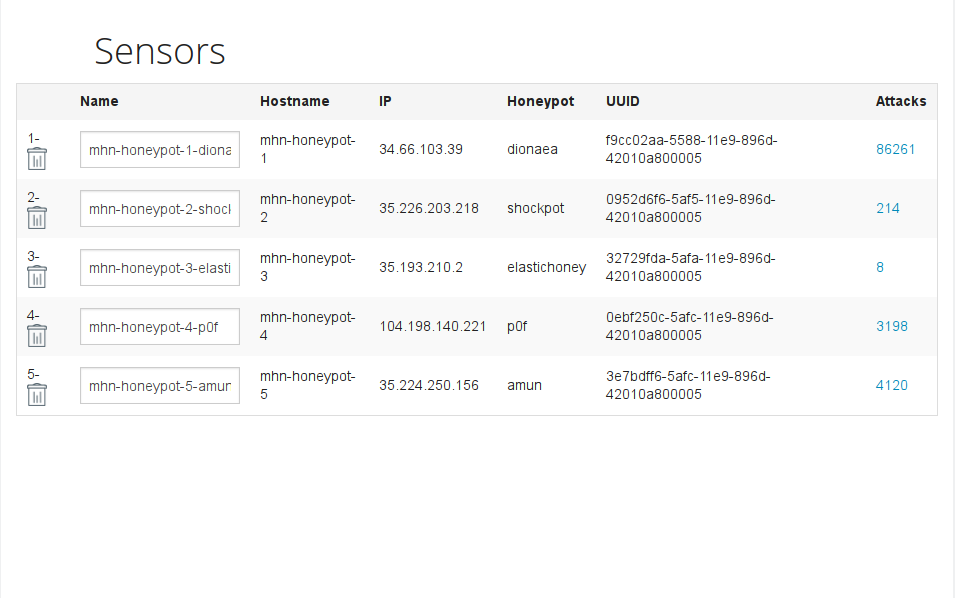 Sensors
Name Hostname IP Honeypot UUID Attacks
1- mhn-honeypot-1-diona mhn-honeypot-1 34.66.103.39 dionaea f9cc02aa-5588-11e9-896d-42010a800005 86261
2- mhn-honeypot-2-shock mhn-honeypot-2 35.226.203.218 shockpot 0952d6f6-5af5-11e9-896d-42010a800005 214
3- mhn-honeypot-3-elasti mhn-honeypot-3 35.193.210.2 elastichoney 32729fda-5afa-11e9-896d-42010a800005 8
4- mhn-honeypot-4-p0f mhn-honeypot-4 104.198.140.221 p0f 0ebf250c-5afc-11e9-896d-42010a800005 3198
5- mhn-honeypot-5-amun mhn-honeypot-5 35.224.250.156 amun 3e7bdff6-5afc-11e9-896d-42010a800005 4120